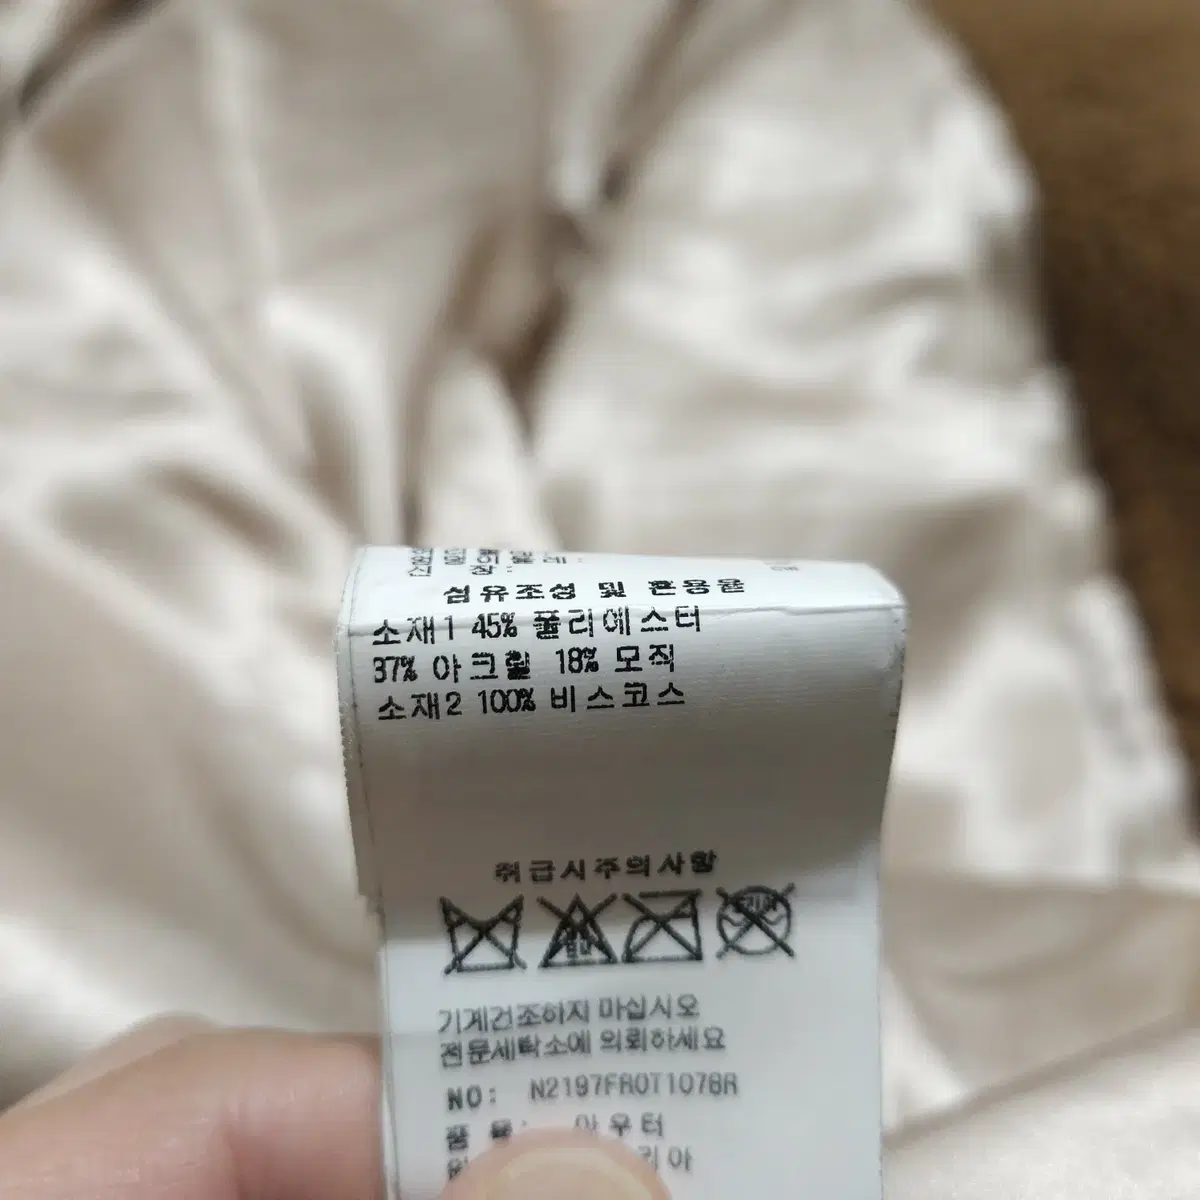 섬유조성 및 혼용율
소재1 45% 폴리에스터
37% 아크릴 18% 모직
소재2 100% 비스코스
취급시주의사항
기계건조하지 마십시오
전문세탁소에 의뢰하세요
NO: N2197FROT107BR
품 목: 아우터